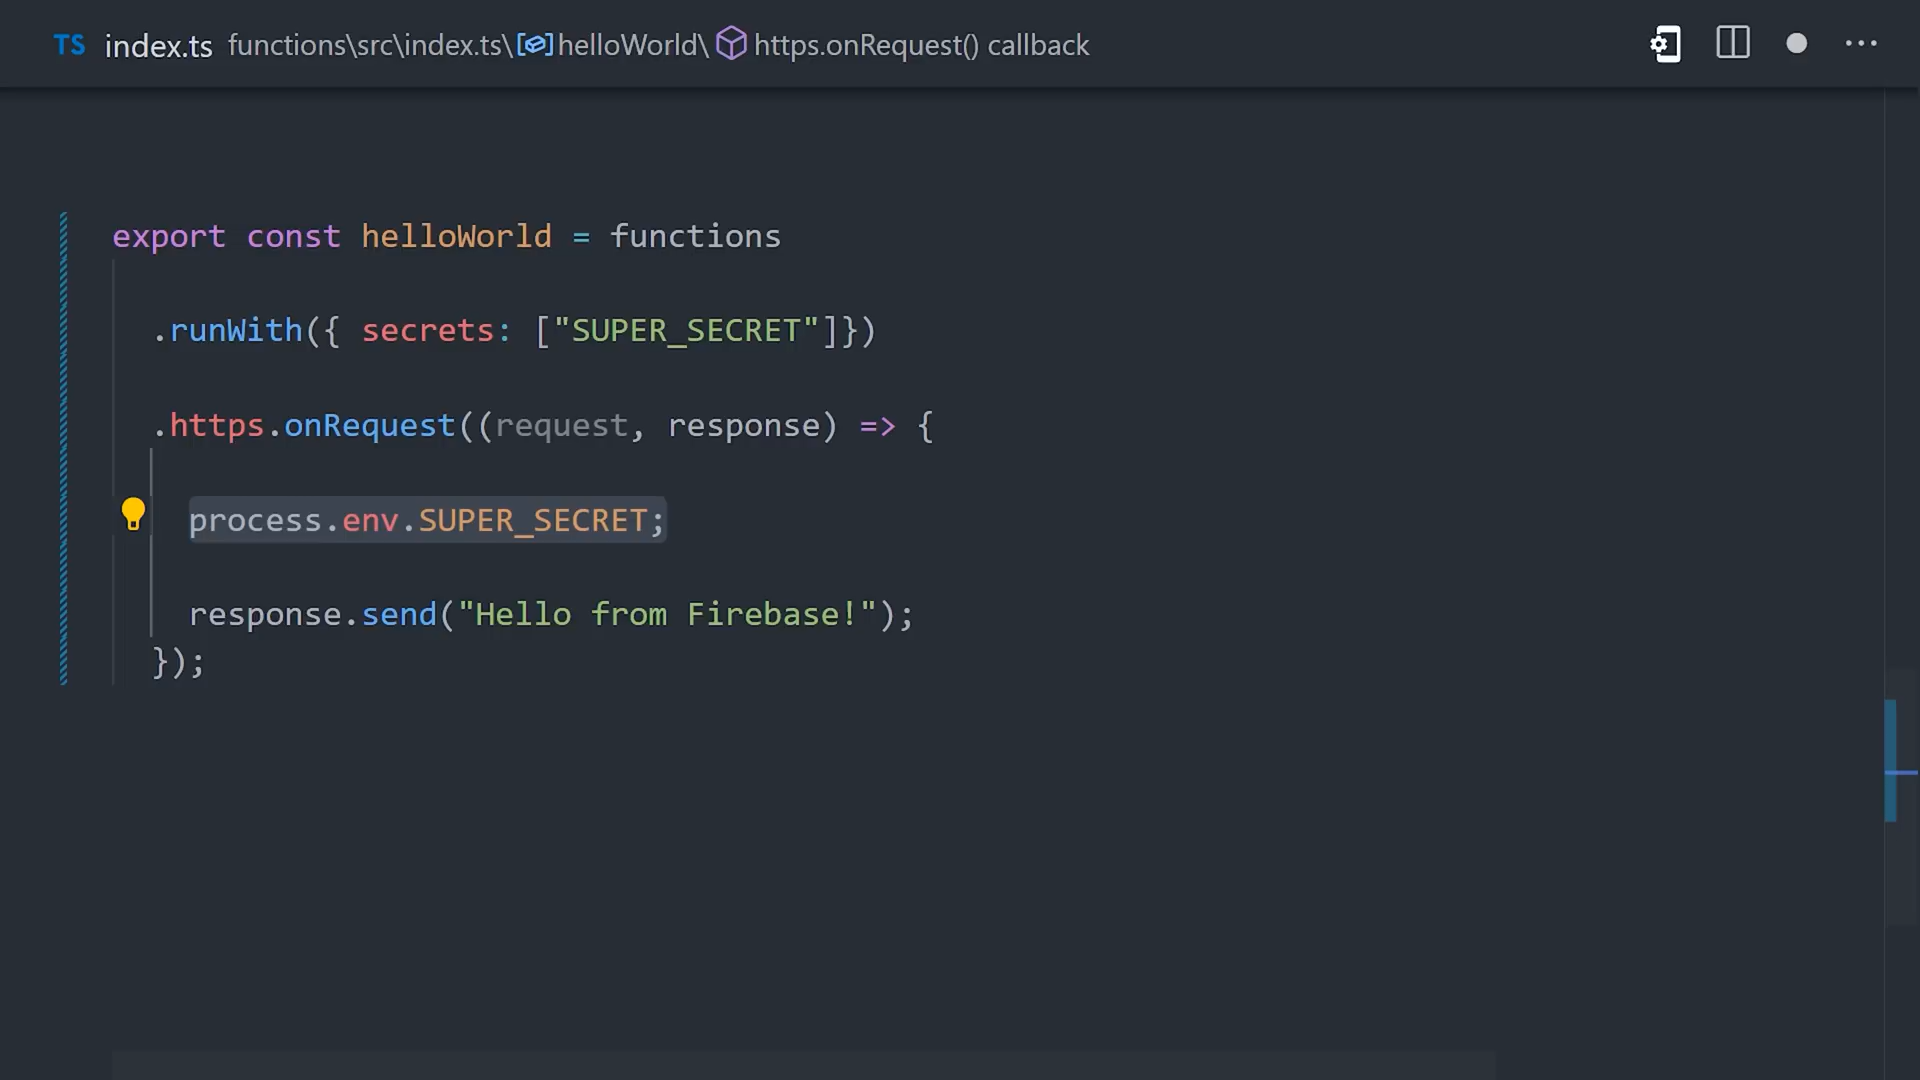 TS index.ts functions\src\index.ts\helloWorld\https.onRequest() callback
export const helloWorld = functions
.runWith({ secrets: ["SUPER_SECRET"]})
.https.onRequest((request, response) => {
process.env.SUPER_SECRET;
response.send("Hello from Firebase!");
});